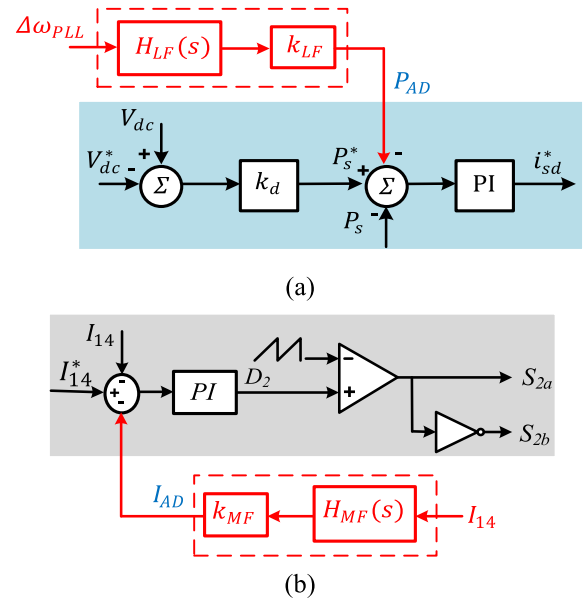 Δω_PLL
H_LF(s)
k_LF
P_AD
V_dc
+
V*_dc
-
Σ
k_d
P*_s
+
-
Σ
PI
i*_sd
P_s
-
(a)
I_14
-
I*_14
+
-
PI
D_2
−
+
S_2a
S_2b
I_AD
k_MF
H_MF(s)
I_14
(b)